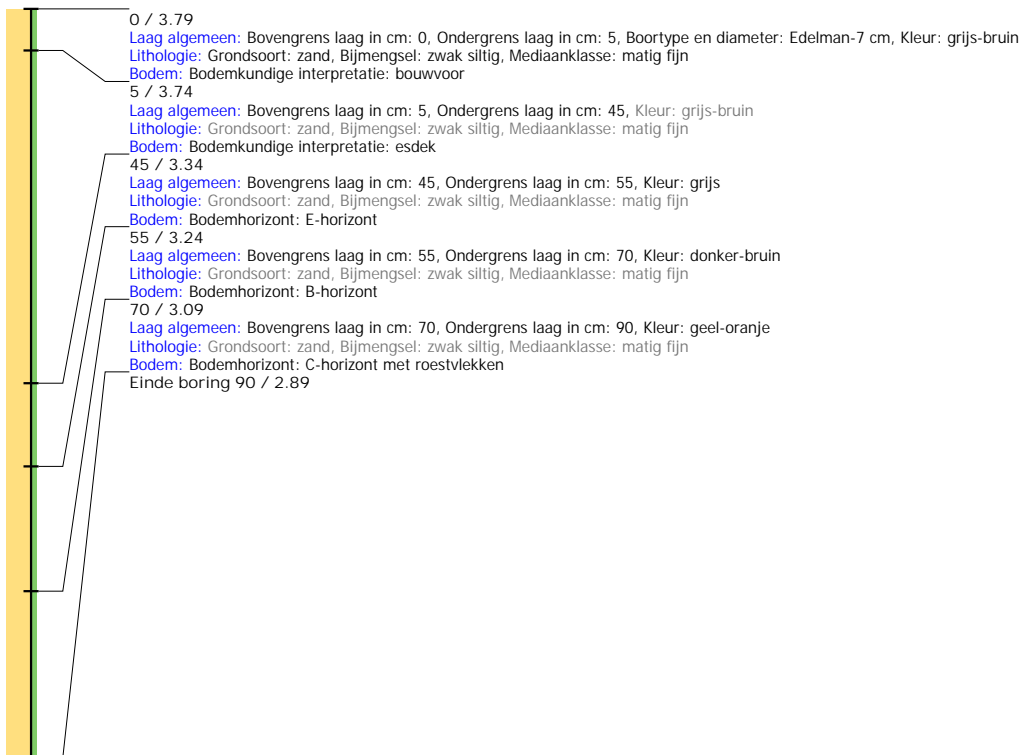 0 / 3.79
Laag algemeen: Bovengrens laag in cm: 0, Ondergrens laag in cm: 5, Boortype en diameter: Edelman-7 cm, Kleur: grijs-bruin
Lithologie: Grondsoort: zand, Bijmengsel: zwak siltig, Mediaanklasse: matig fijn
Bodem: Bodemkundige interpretatie: bouwvoor
5 / 3.74
Laag algemeen: Bovengrens laag in cm: 5, Ondergrens laag in cm: 45, Kleur: grijs-bruin
Lithologie: Grondsoort: zand, Bijmengsel: zwak siltig, Mediaanklasse: matig fijn
Bodem: Bodemkundige interpretatie: esdek
45 / 3.34
Laag algemeen: Bovengrens laag in cm: 45, Ondergrens laag in cm: 55, Kleur: grijs
Lithologie: Grondsoort: zand, Bijmengsel: zwak siltig, Mediaanklasse: matig fijn
Bodem: Bodemhorizont: E-horizont
55 / 3.24
Laag algemeen: Bovengrens laag in cm: 55, Ondergrens laag in cm: 70, Kleur: donker-bruin
Lithologie: Grondsoort: zand, Bijmengsel: zwak siltig, Mediaanklasse: matig fijn
Bodem: Bodemhorizont: B-horizont
70 / 3.09
Laag algemeen: Bovengrens laag in cm: 70, Ondergrens laag in cm: 90, Kleur: geel-oranje
Lithologie: Grondsoort: zand, Bijmengsel: zwak siltig, Mediaanklasse: matig fijn
Bodem: Bodemhorizont: C-horizont met roestvlekken
Einde boring 90 / 2.89